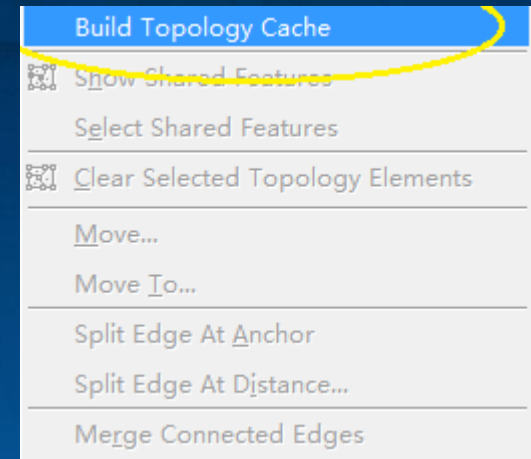 Build Topology Cache
Show Shared Features
Select Shared Features
Clear Selected Topology Elements
Move...
Move To...
Split Edge At Anchor
Split Edge At Distance...
Merge Connected Edges